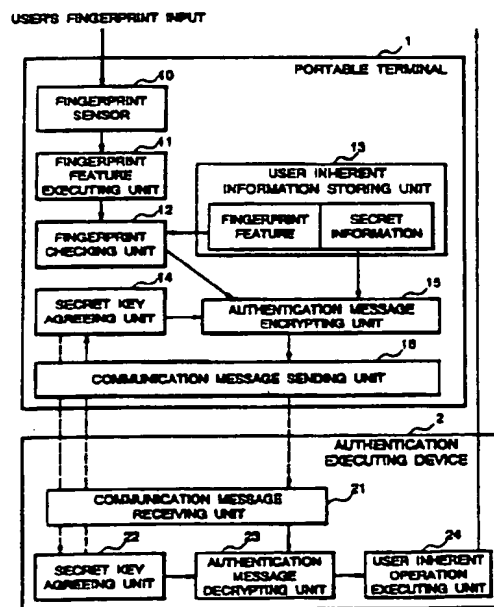 USER'S FINGERPRINT INPUT
1
PORTABLE TERMINAL
10
FINGERPRINT
SENSOR
11
FINGERPRINT
FEATURE
EXECUTING UNIT
13
USER INHERENT
INFORMATION STORING UNIT
FINGERPRINT
FEATURE
SECRET
INFORMATION
12
FINGERPRINT
CHECKING UNIT
14
SECRET KEY
AGREEING UNIT
15
AUTHENTICATION MESSAGE
ENCRYPTING UNIT
16
COMMUNICATION MESSAGE SENDING UNIT
2
AUTHENTICATION
EXECUTING DEVICE
COMMUNICATION MESSAGE
RECEIVING UNIT
21
22
SECRET KEY
AGREEING UNIT
23
AUTHENTICATION
MESSAGE
DECRYPTING UNIT
24
USER INHERENT
OPERATION
EXECUTING UNIT